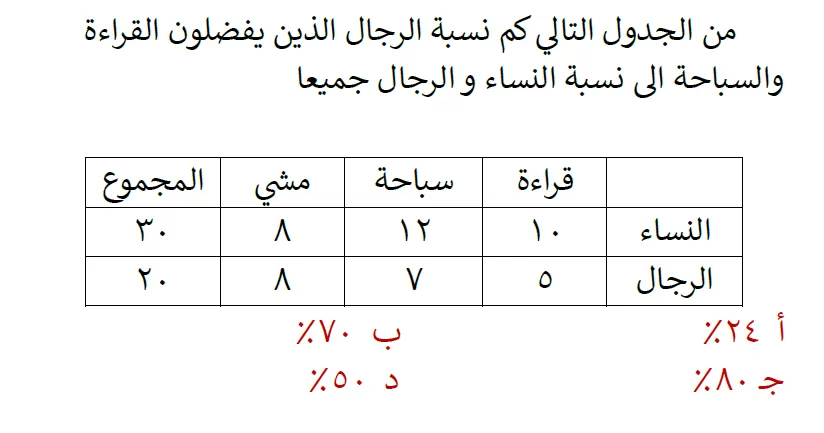 من الجدول التالي كم نسبة الرجال الذين يفضلون القراءة
والسباحة الى نسبة النساء و الرجال جميعا
قراءة سباحة مشي المجموع
النساء ١٠ ١٢ ٨ ٣٠
الرجال ٥ ٧ ٨ ٢٠
أ ٢٤٪ ب ٧٠٪
جـ ٨٠٪ د ٥٠٪